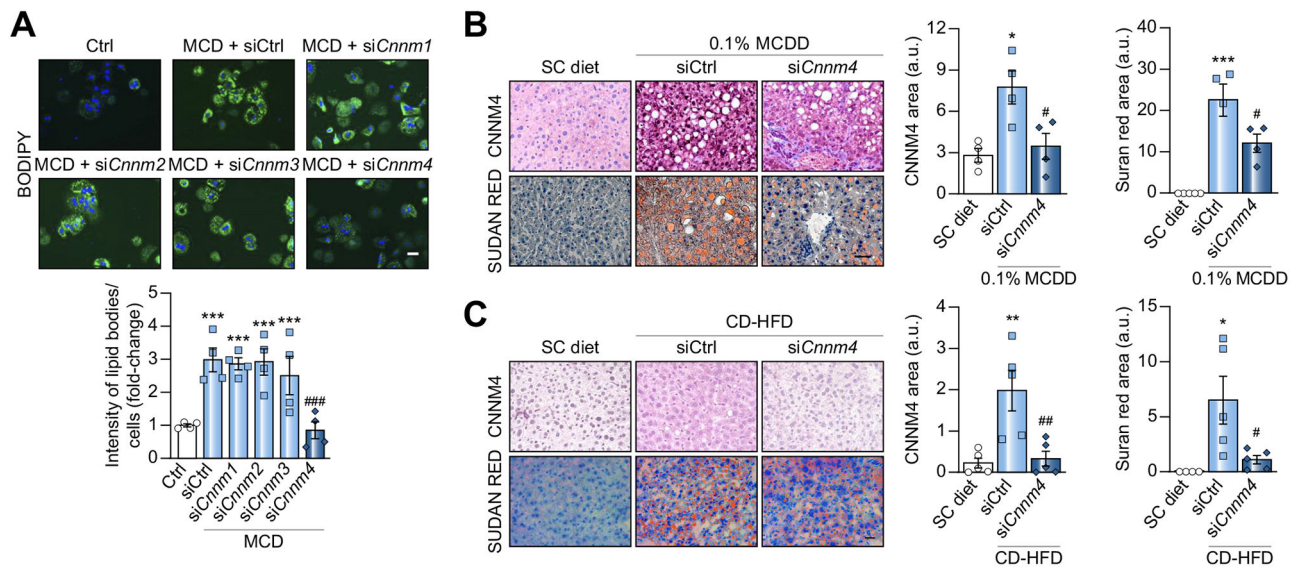 A
Ctrl
MCD + siCtrl
MCD + siCnnm1
BODIPY
MCD + siCnnm2
MCD + siCnnm3
MCD + siCnnm4
Intensity of lipid bodies/
cells (fold-change)
5
4
3
2
1
0
***
***
***
***
###
Ctrl
siCtrl
siCnnm1
siCnnm2
siCnnm3
siCnnm4
MCD
B
0.1% MCDD
SC diet
siCtrl
siCnnm4
CNNM4
SUDAN RED
CNNM4 area (a.u.)
12
9
6
3
0
*
#
SC diet
siCtrl
siCnnm4
0.1% MCDD
Suran red area (a.u.)
40
30
20
10
0
***
#
SC diet
siCtrl
siCnnm4
0.1% MCDD
C
CD-HFD
SC diet
siCtrl
siCnnm4
CNNM4
SUDAN RED
CNNM4 area (a.u.)
4
3
2
1
0
**
##
SC diet
siCtrl
siCnnm4
CD-HFD
Suran red area (a.u.)
15
10
5
0
*
#
SC diet
siCtrl
siCnnm4
CD-HFD